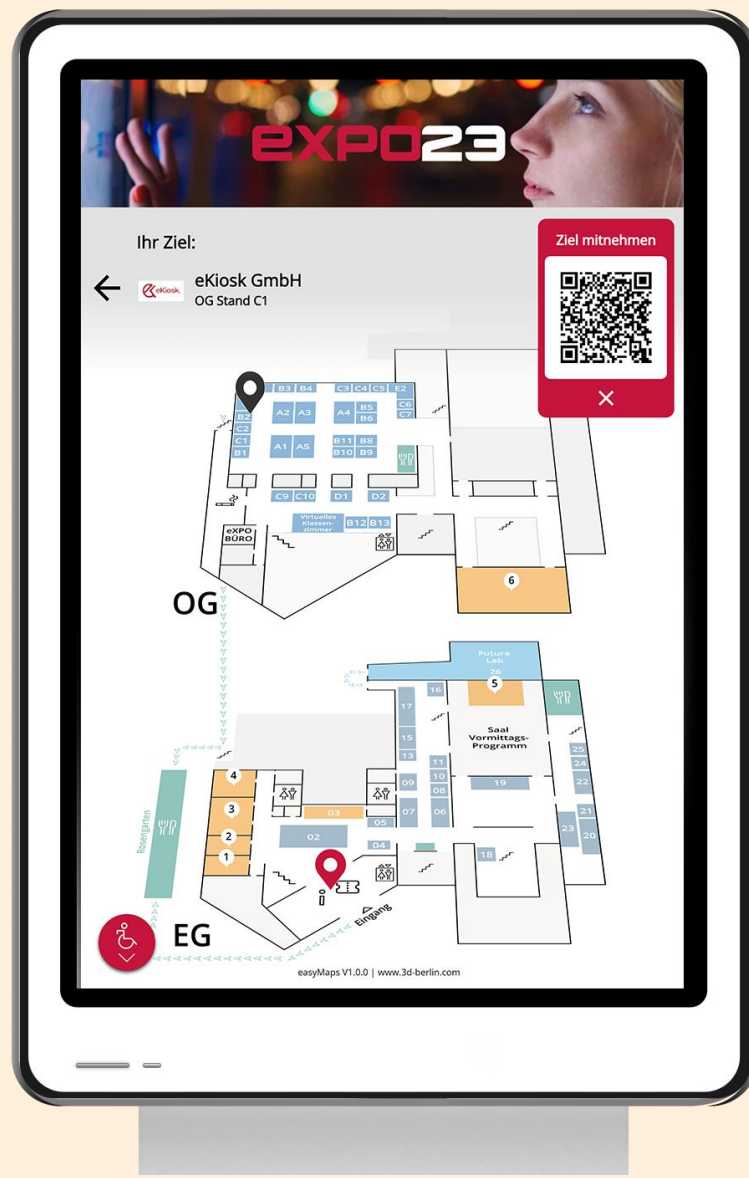 eXPO23
Ihr Ziel:
Ziel mitnehmen
eKiosk.
eKiosk GmbH
OG Stand C1
B3 B4 C3 C4 C5 E2
B2 A2 A3 A4 B5 C6
B6 C7
C2
C1 A1 A5 B11 B8
B1 B10 B9
C9 C10 D1 D2
Virtuelles
Klassen-
zimmer
B12 B13
eXPO
BÜRO
6
OG
Future
Lab
26
5
16
17
Saal
Vormittags-
Programm
15
13
11
10
09
08
07
06
19
25
24
22
21
23
20
18
4
3
2
1
03
02
05
04
Rosengarten
i
Eingang
EG
easyMaps V1.0.0 | www.3d-berlin.com